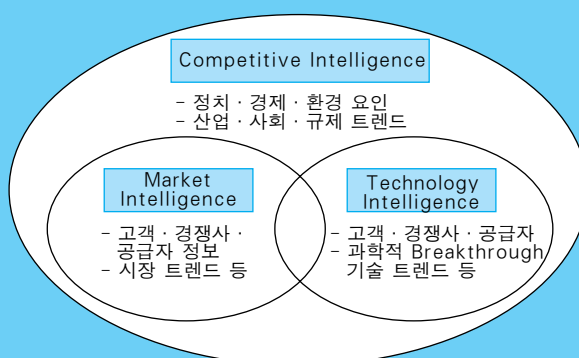 Competitive Intelligence
- 정치 · 경제 · 환경 요인
- 산업 · 사회 · 규제 트렌드
Market
Intelligence
- 고객 · 경쟁사 ·
공급자 정보
- 시장 트렌드 등
Technology
Intelligence
- 고객 · 경쟁사 · 공급자
- 과학적 Breakthrough
기술 트렌드 등